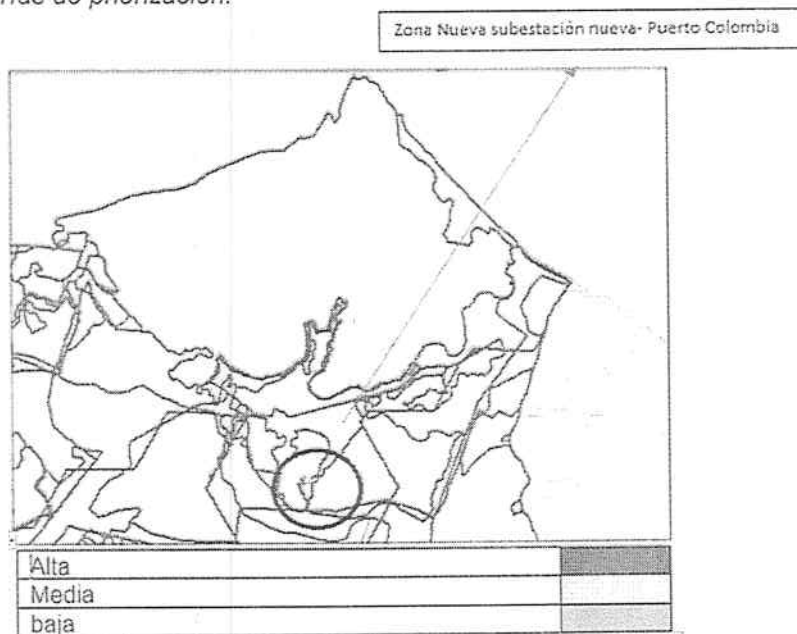 de priorización.
Zona Nueva subestación nueva- Puerto Colombia
Alta
Media
baja